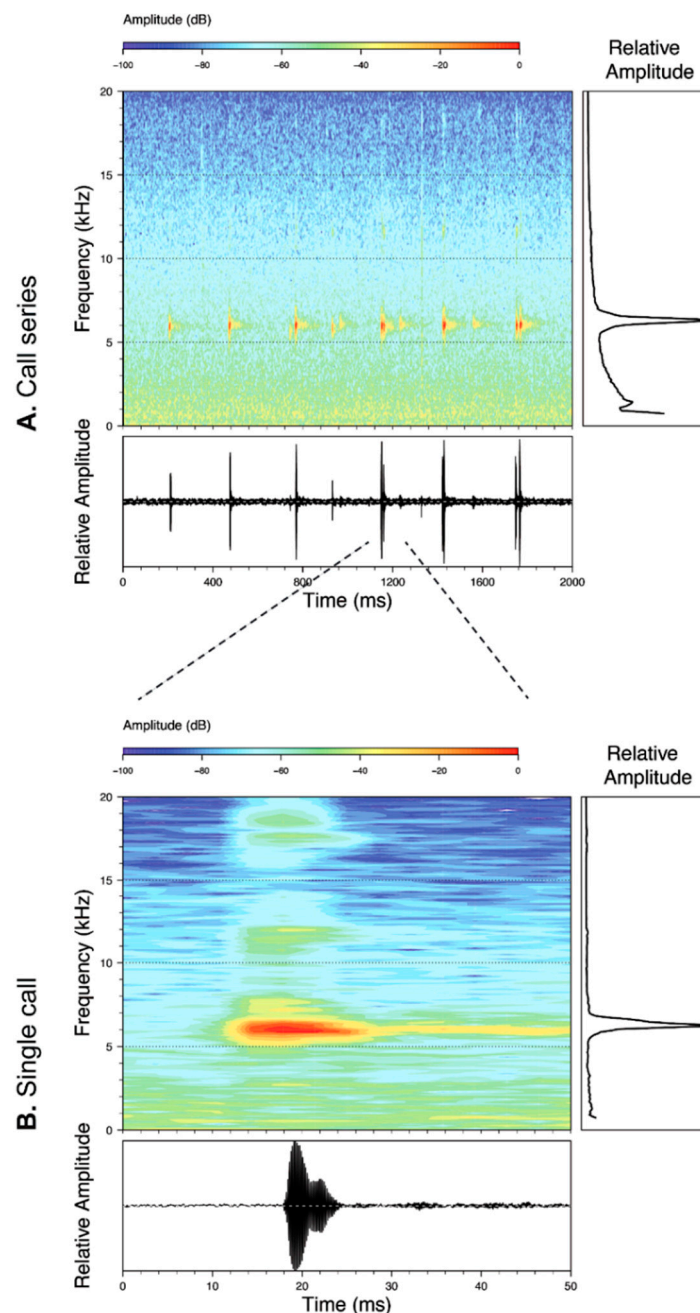 Amplitude (dB)
−100 −80 −60 −40 −20 0
Relative
Amplitude
A. Call series
Frequency (kHz)
20
15
10
5
0
Relative Amplitude
0 400 800 1200 1600 2000
Time (ms)
Amplitude (dB)
−100 −80 −60 −40 −20 0
Relative
Amplitude
B. Single call
Frequency (kHz)
20
15
10
5
0
Relative Amplitude
0 10 20 30 40 50
Time (ms)